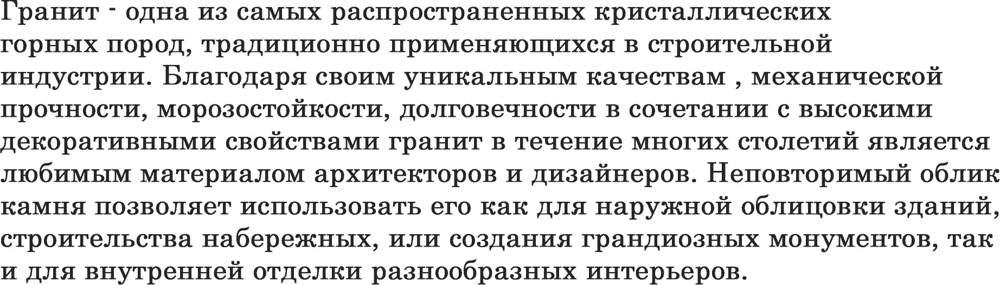 Гранит - одна из самых распространенных кристаллических
горных пород, традиционно применяющихся в строительной
индустрии. Благодаря своим уникальным качествам , механической
прочности, морозостойкости, долговечности в сочетании с высокими
декоративными свойствами гранит в течение многих столетий является
любимым материалом архитекторов и дизайнеров. Неповторимый облик
камня позволяет использовать его как для наружной облицовки зданий,
строительства набережных, или создания грандиозных монументов, так
и для внутренней отделки разнообразных интерьеров.